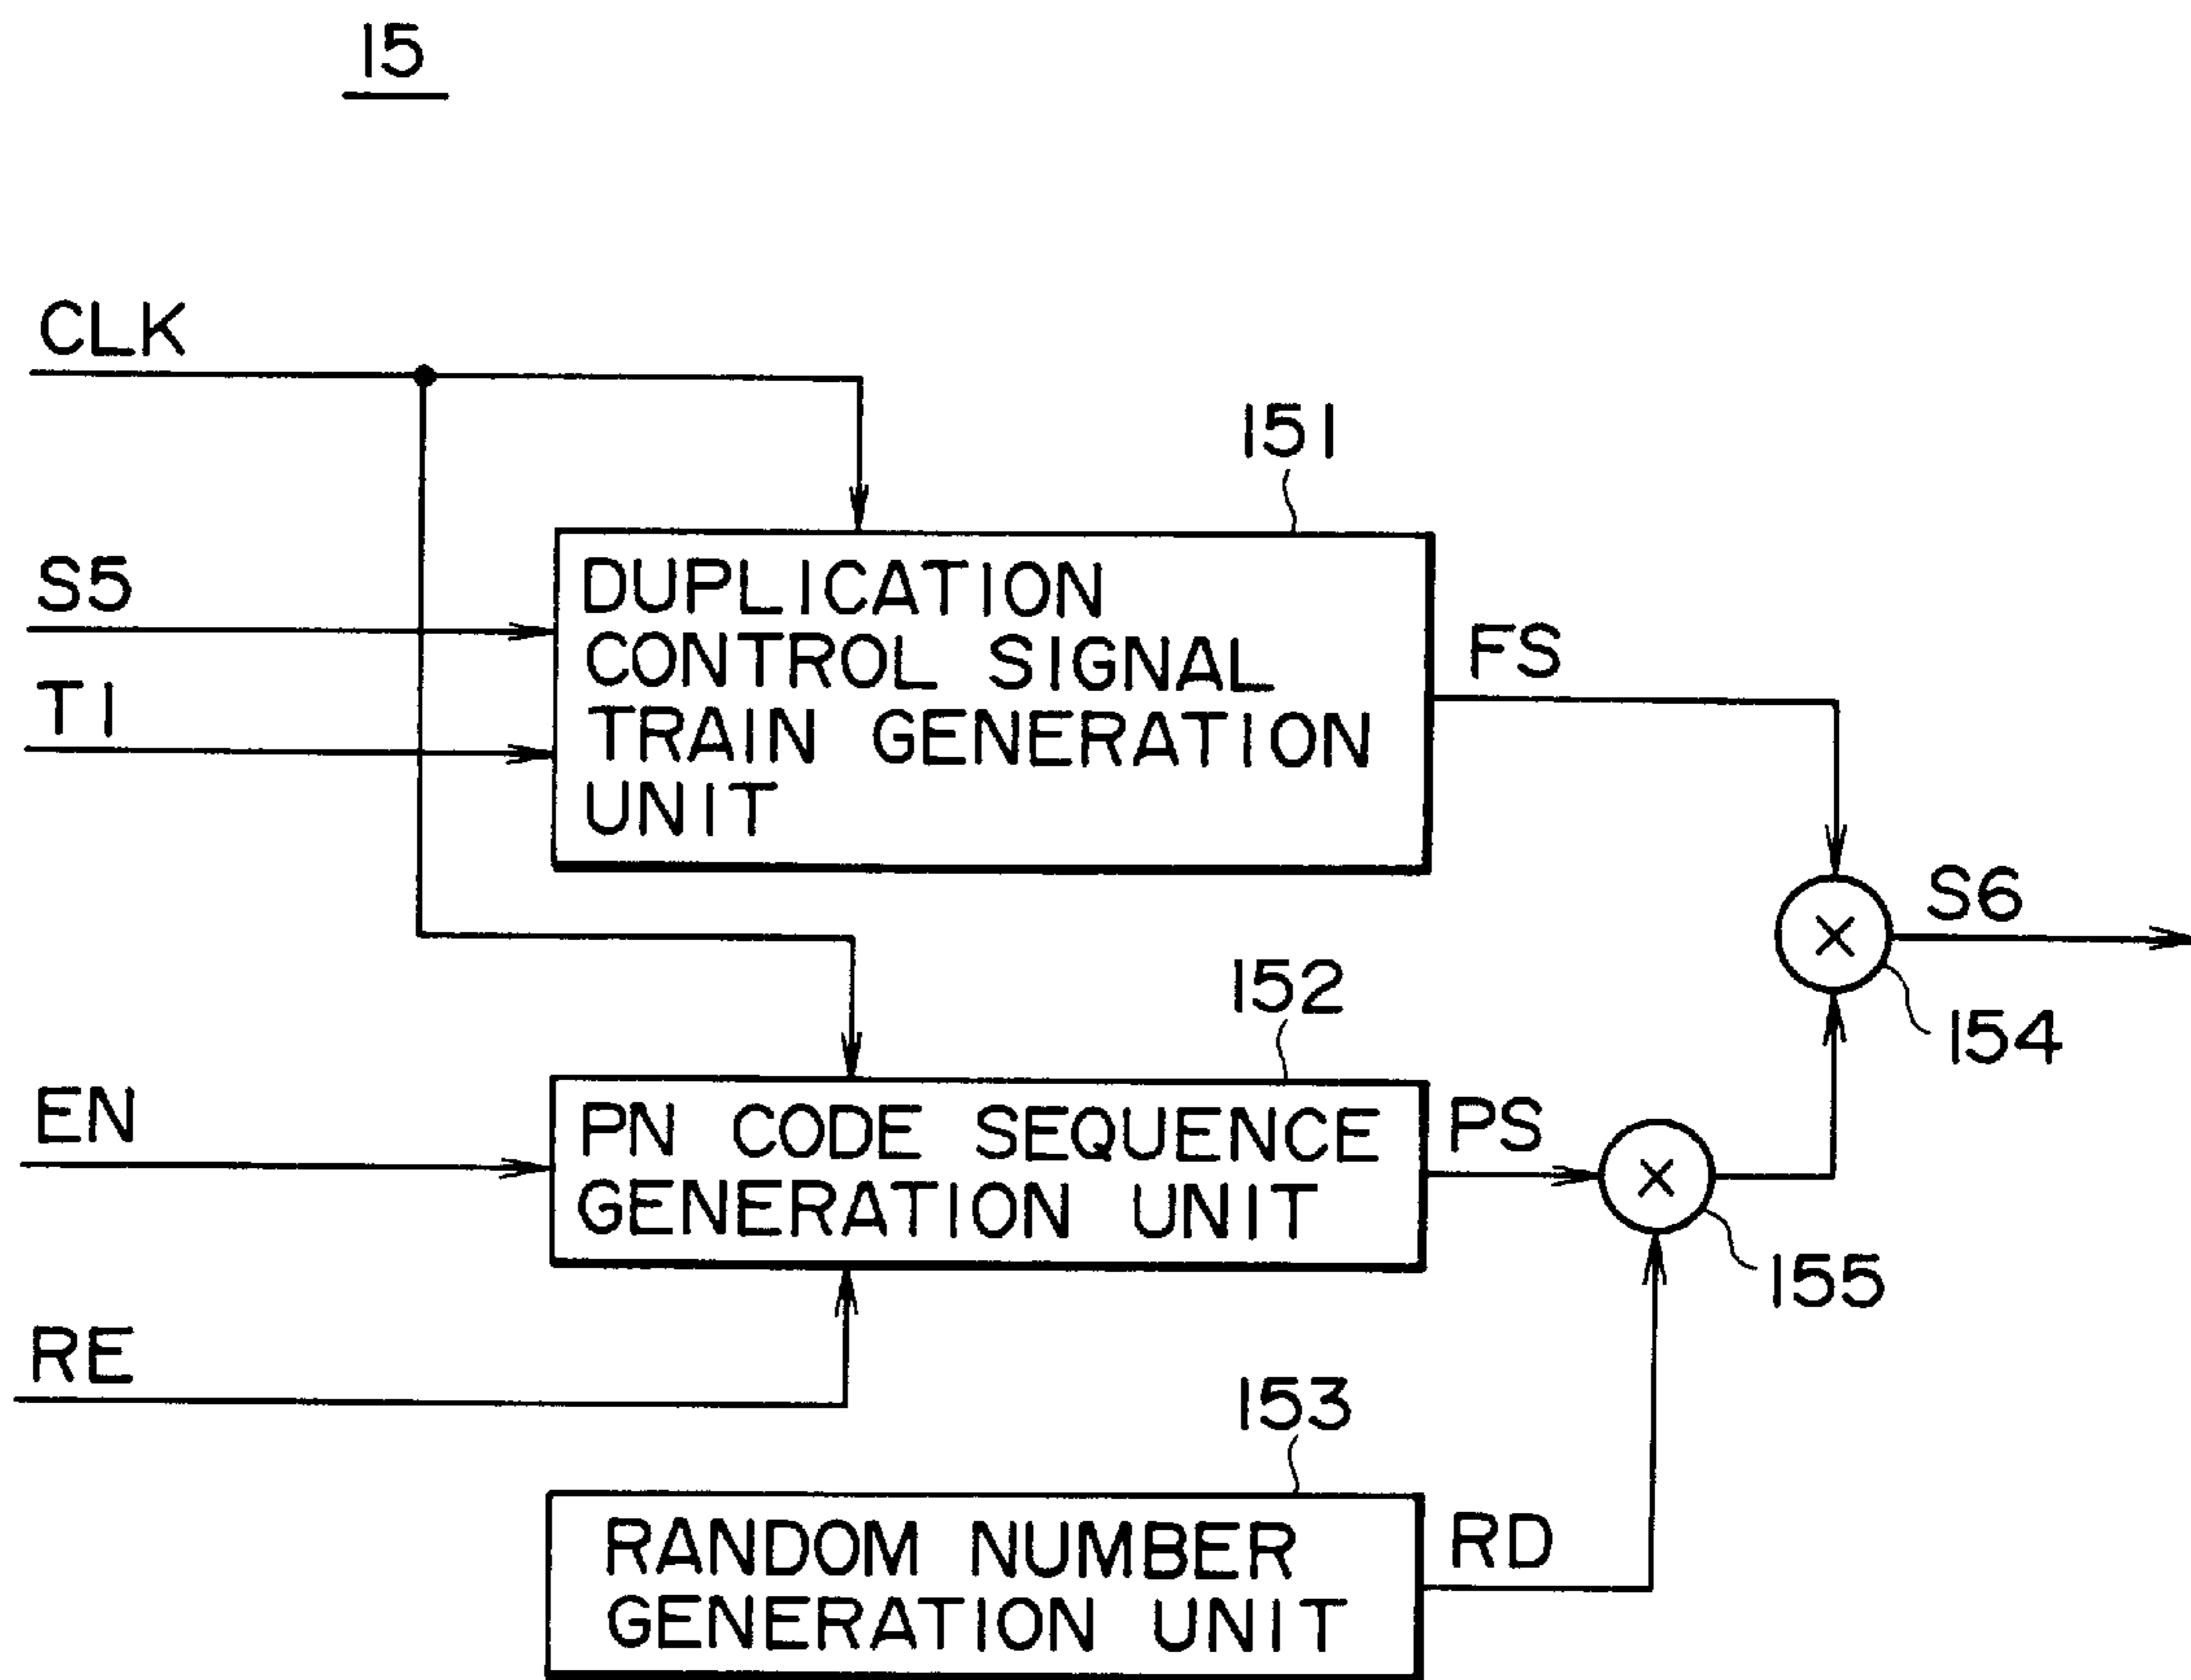 15
CLK
151
S5
DUPLICATION
CONTROL SIGNAL
FS
T1
TRAIN GENERATION
UNIT
S6
152
154
EN
PN CODE SEQUENCE
PS
GENERATION UNIT
155
RE
153
RANDOM NUMBER
RD
GENERATION UNIT